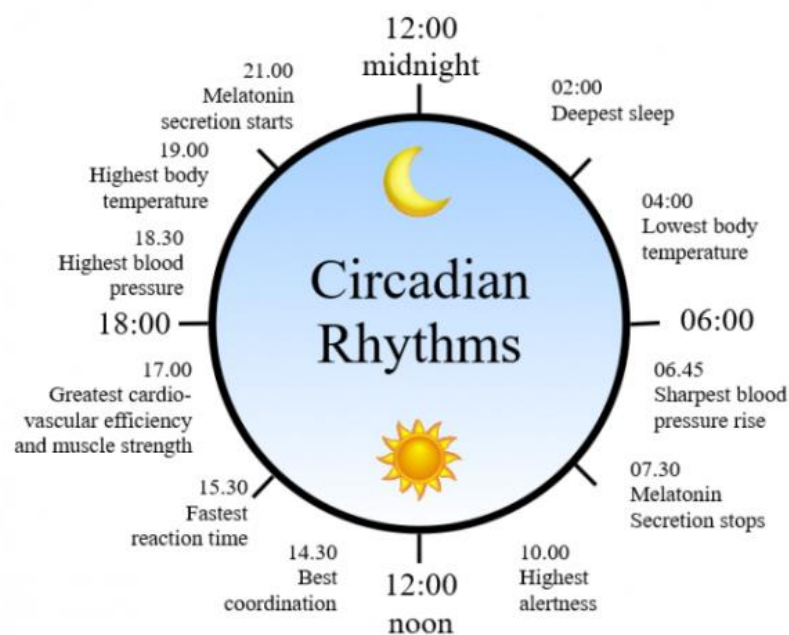 12:00
midnight
02:00
Deepest sleep
04:00
Lowest body
temperature
06:00
06.45
Sharpest blood
pressure rise
07.30
Melatonin
Secretion stops
10.00
Highest
alertness
12:00
noon
14.30
Best
coordination
15.30
Fastest
reaction time
17.00
Greatest cardio-
vascular efficiency
and muscle strength
18:00
18.30
Highest blood
pressure
19.00
Highest body
temperature
21.00
Melatonin
secretion starts
Circadian
Rhythms